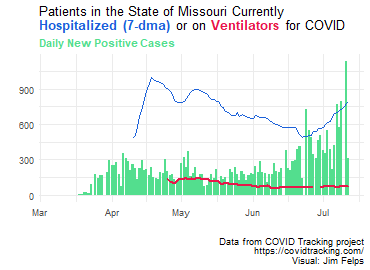 Patients in the State of Missouri Currently
Hospitalized (7-dma) or on Ventilators for COVID
Daily New Positive Cases
900
600
300
0
Mar
Apr
May
Jun
Jul
Data from COVID Tracking project
https://covidtracking.com/
Visual: Jim Felps